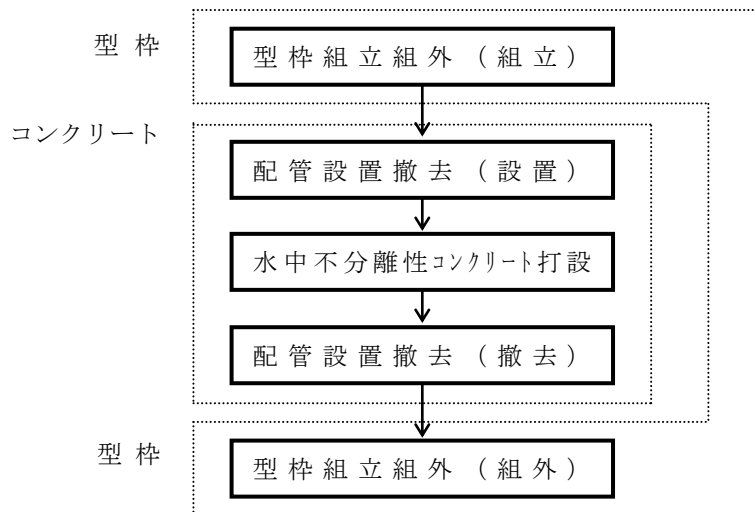 型枠
型枠組立組外（組立）
コンクリート
配管設置撤去（設置）
水中不分離性ｺﾝｸﾘｰﾄ打設
配管設置撤去（撤去）
型枠
型枠組立組外（組外）